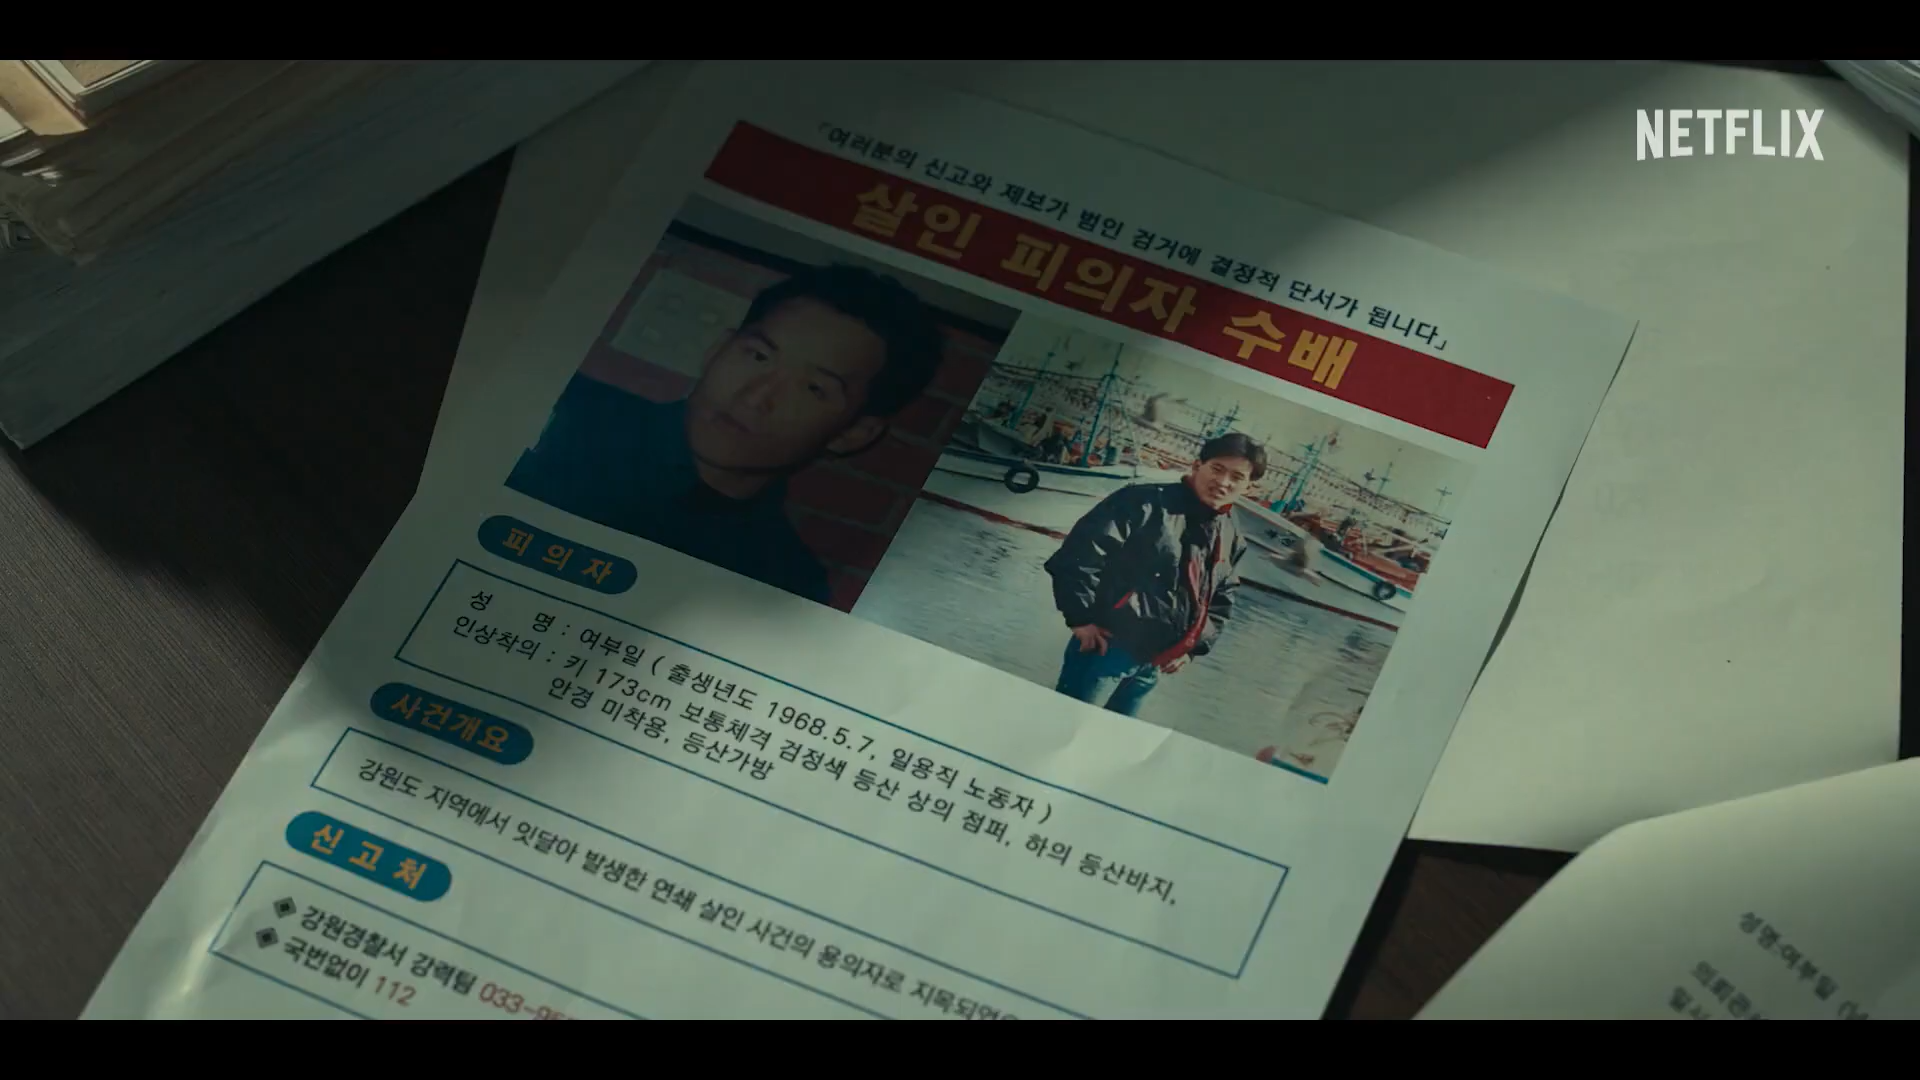 NETFLIX
「여러분의 신고와 제보가 범인 검거에 결정적 단서가 됩니다」
살인 피의자 수배
피의자
성 명 : 여부일 ( 출생년도 1968.5.7, 일용직 노동자 )
인상착의 : 키 173cm 보통체격 검정색 등산 상의 점퍼, 하의 등산바지,
안경 미착용, 등산가방
사건개요
강원도 지역에서 잇달아 발생한 연쇄 살인 사건의 용의자로
신고처
강원경찰서 강력팀 033-
국번없이 112
성명:여부일